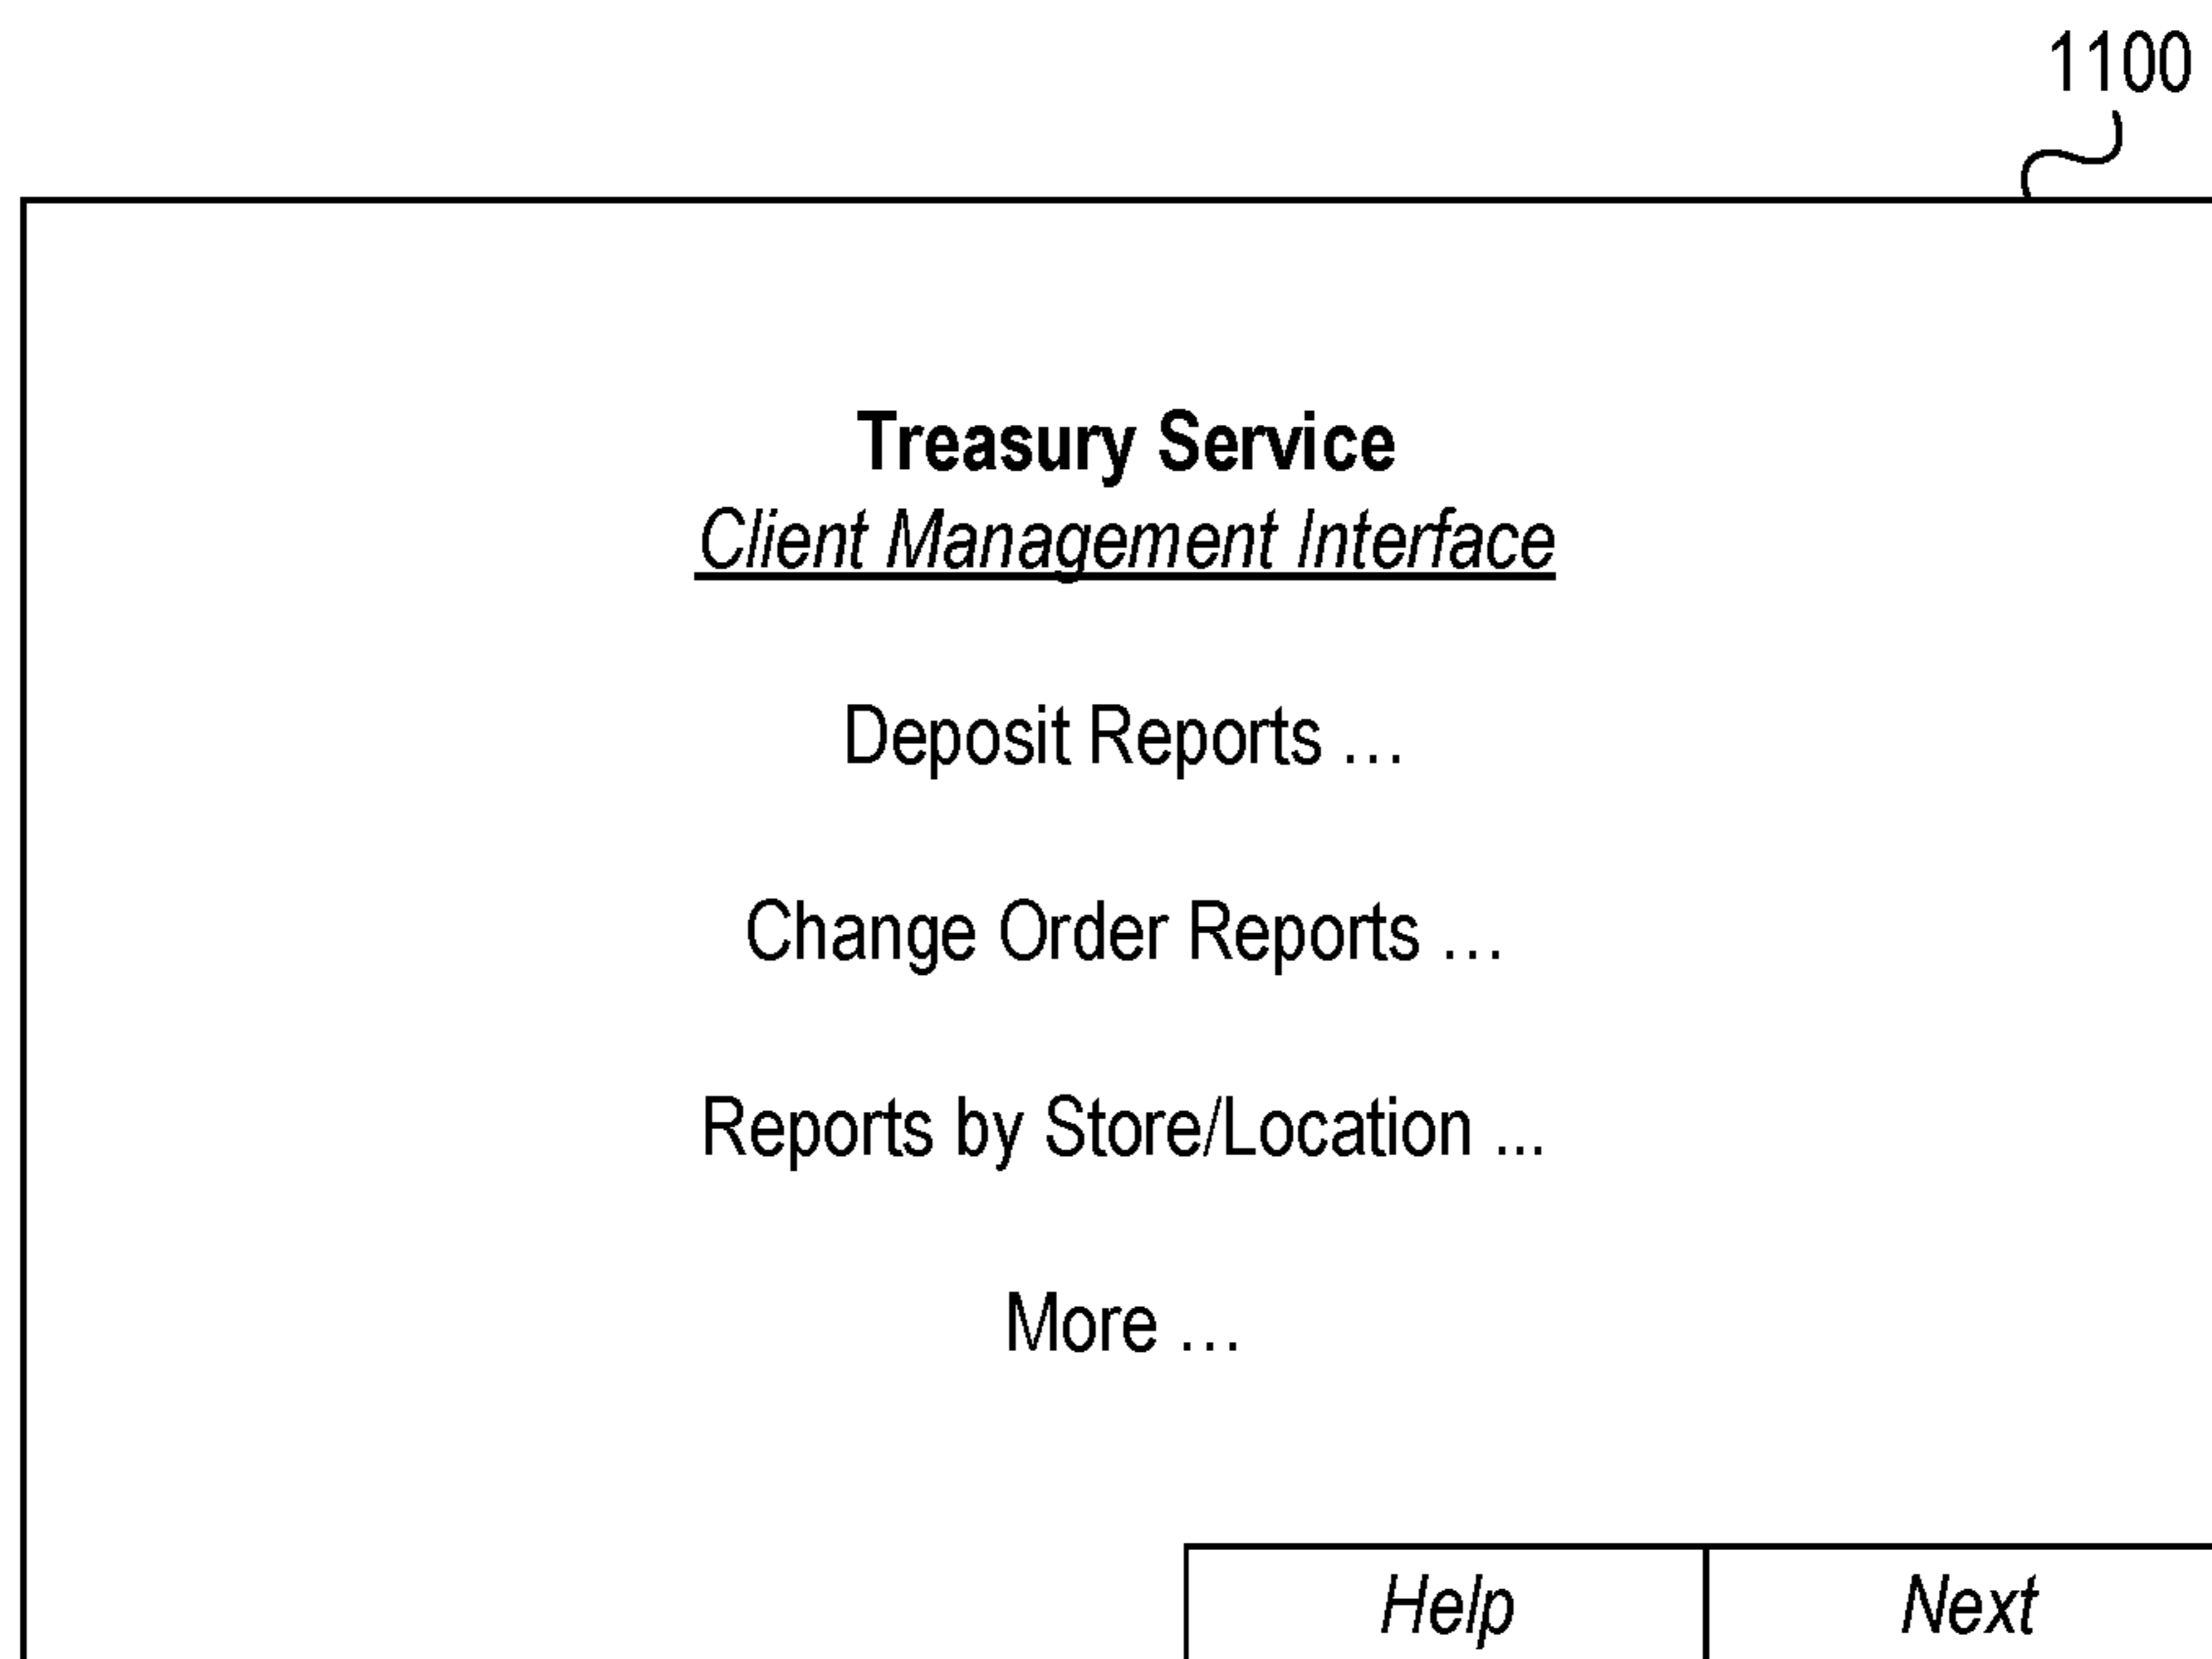 1100
Treasury Service
Client Management Interface
Deposit Reports ...
Change Order Reports ...
Reports by Store/Location ...
More ...
Help
Next